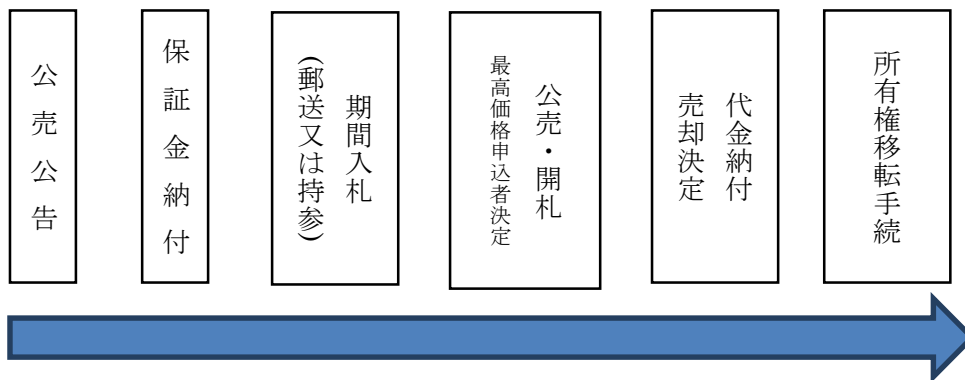 公売公告
保証金納付
期間入札
(郵送又は持参)
公売・開札
最高価格申込者決定
代金納付
売却決定
所有権移転手続